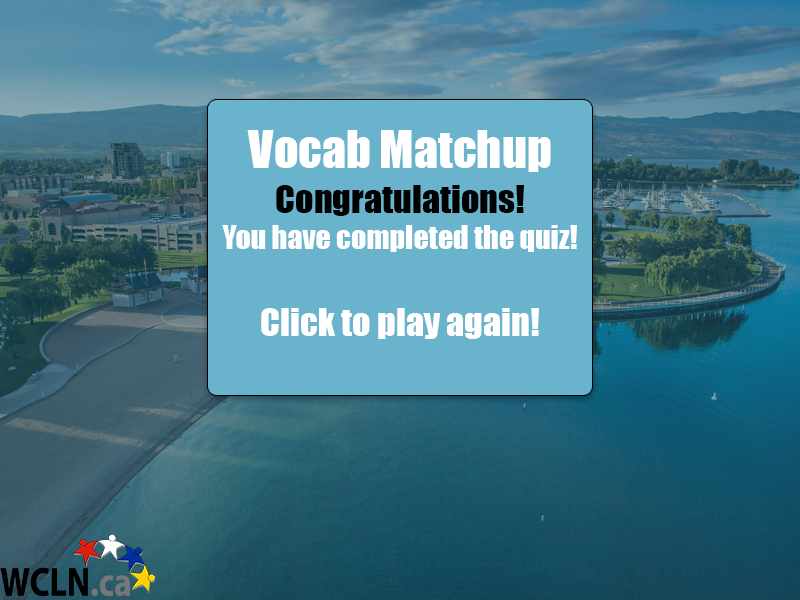 Vocab Matchup
Congratulations!
You have completed the quiz!
Click to play again!
WCLN.ca